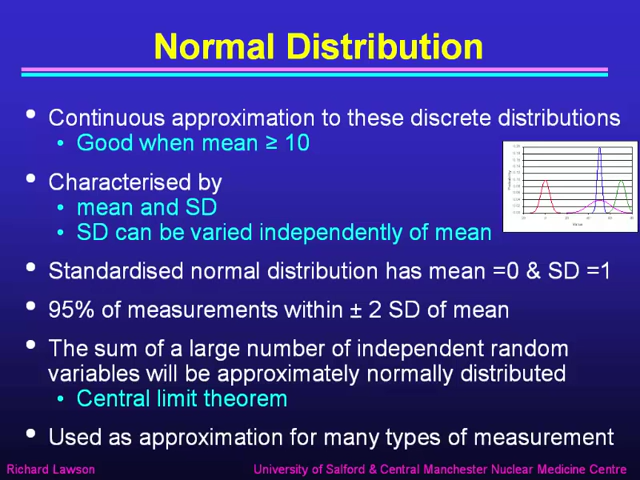 Normal Distribution
• Continuous approximation to these discrete distributions
• Good when mean ≥ 10
• Characterised by
• mean and SD
• SD can be varied independently of mean
• Standardised normal distribution has mean =0 & SD =1
• 95% of measurements within ± 2 SD of mean
• The sum of a large number of independent random
variables will be approximately normally distributed
• Central limit theorem
• Used as approximation for many types of measurement
Richard Lawson
University of Salford & Central Manchester Nuclear Medicine Centre